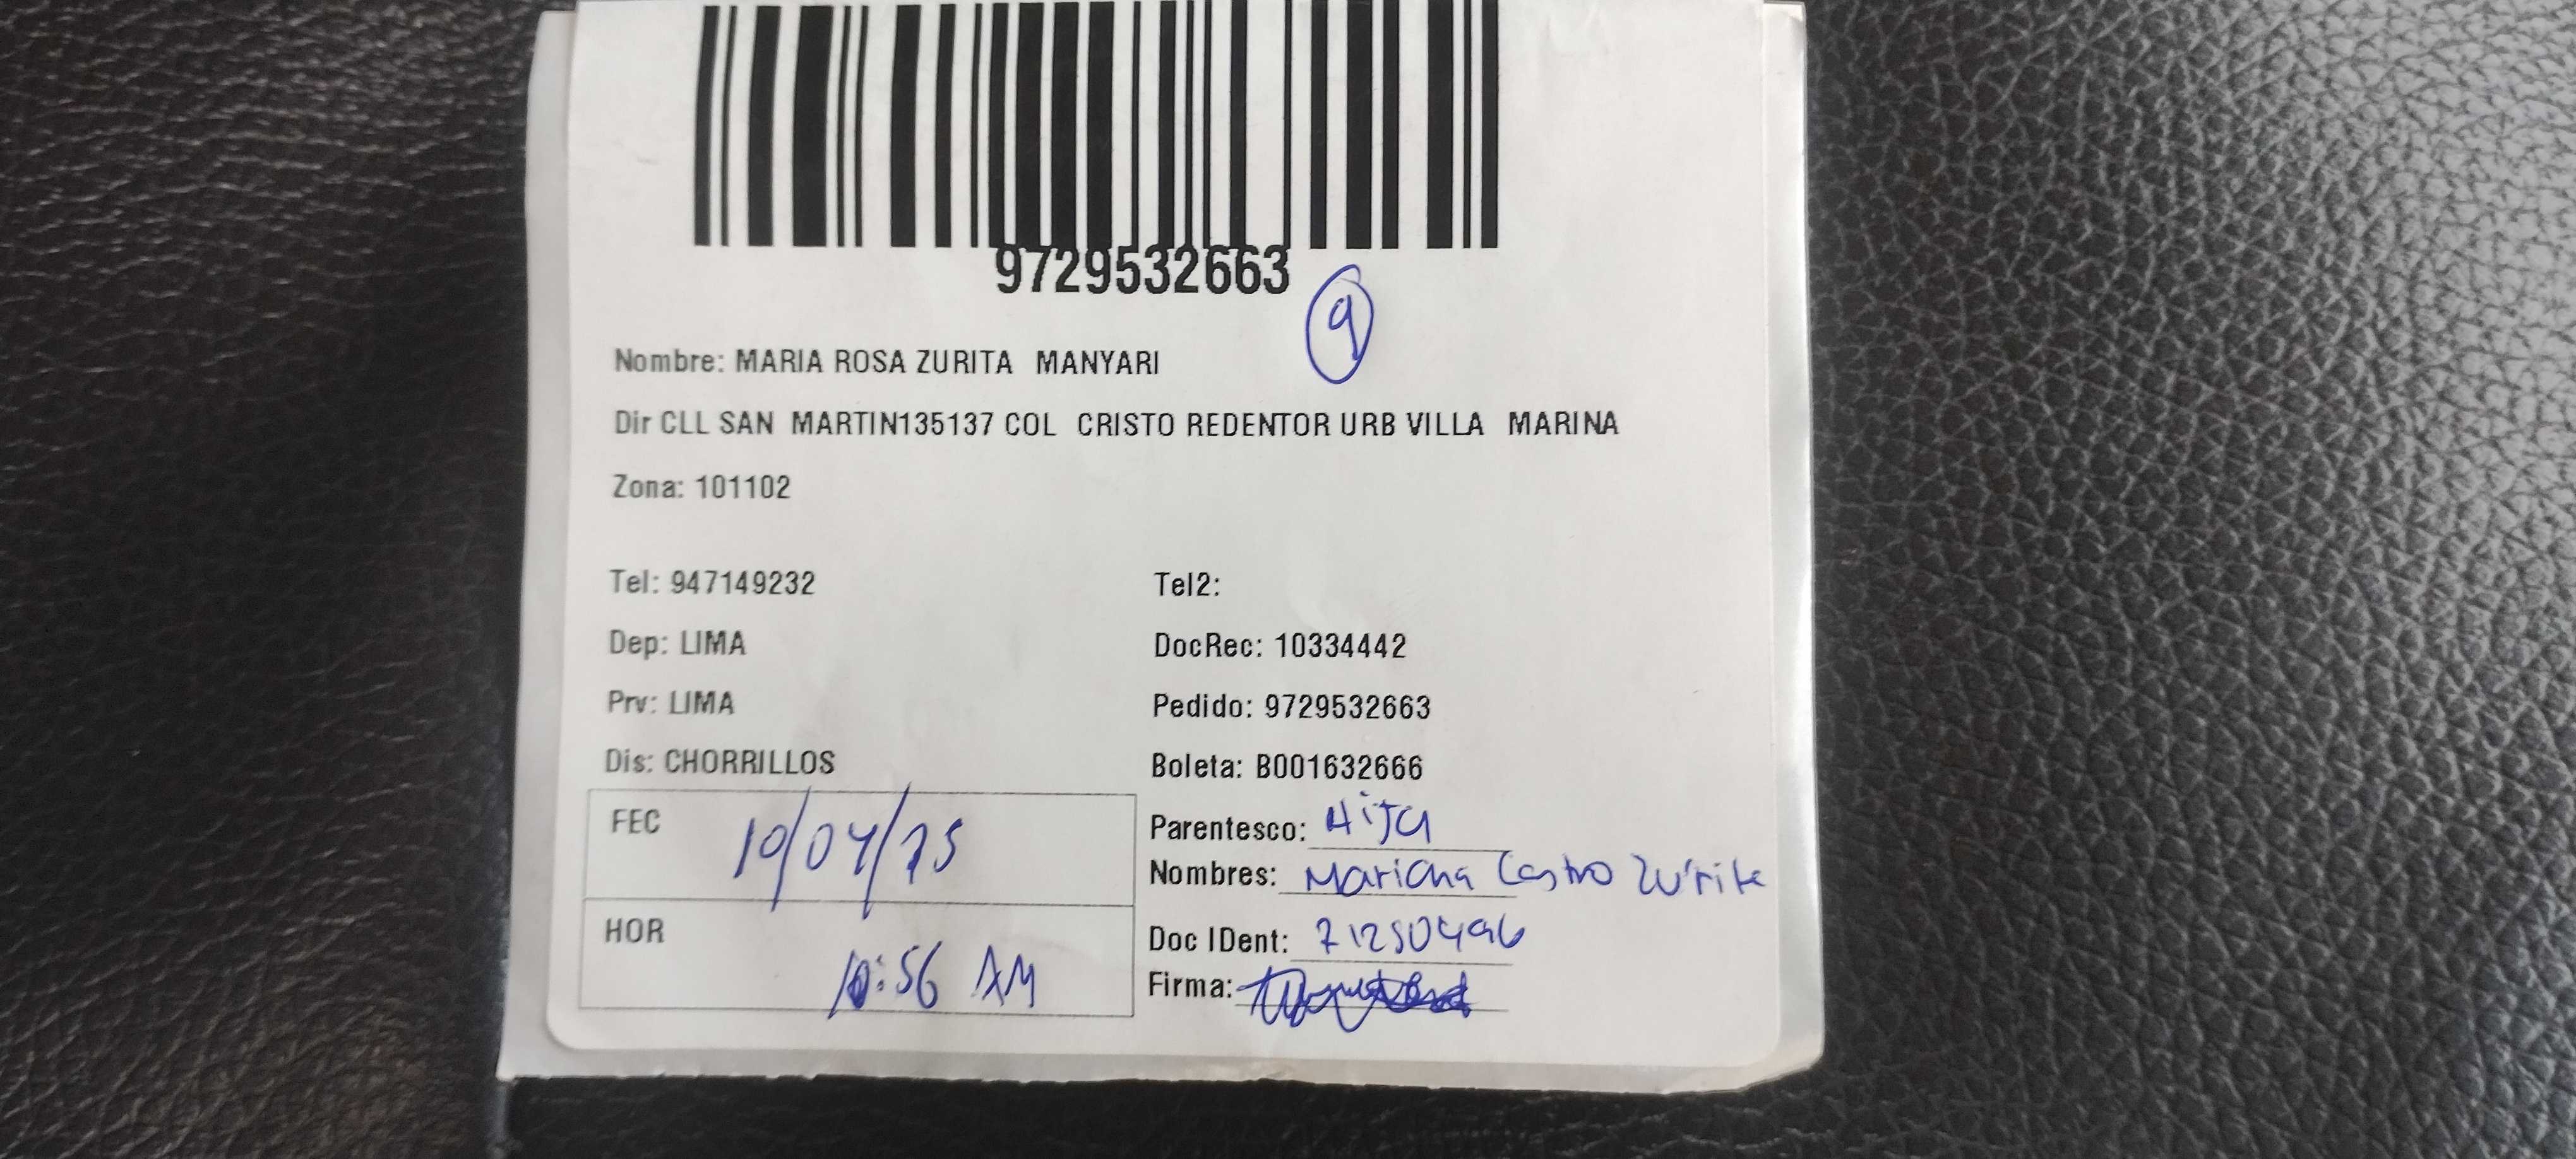 9729532663
9
Nombre: MARIA ROSA ZURITA MANYARI
Dir CLL SAN MARTIN135137 COL CRISTO REDENTOR URB VILLA MARINA
Zona: 101102
Tel: 947149232 Tel2:
Dep: LIMA DocRec: 10334442
Prv: LIMA Pedido: 9729532663
Dis: CHORRILLOS Boleta: B001632666
FEC 19/04/25 Parentesco: Hija
Nombres: Mariana Castro Zurita
HOR 10:56 AM Doc IDent: 71250496
Firma: